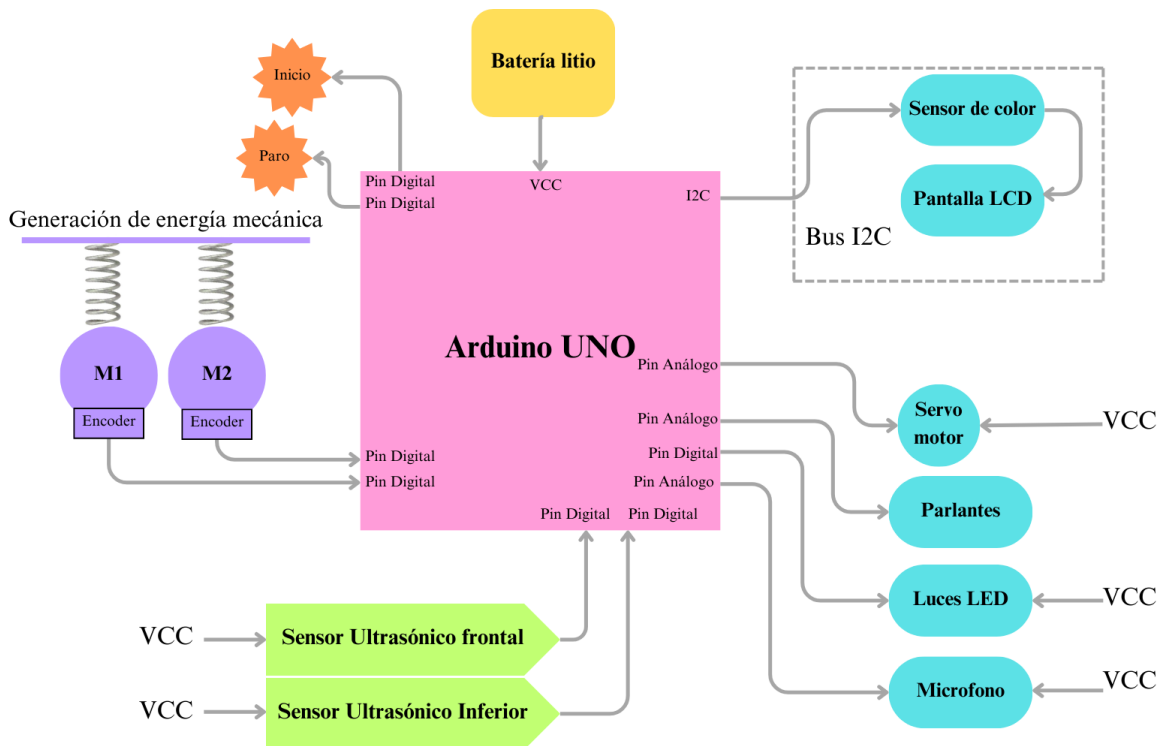 Batería litio
Inicio
Paro
Sensor de color
Pantalla LCD
Bus I2C
Pin Digital
Pin Digital
VCC
I2C
Generación de energía mecánica
M1
M2
Encoder
Encoder
Arduino UNO
Pin Análogo
Pin Análogo
Pin Digital
Pin Análogo
Pin Digital
Pin Digital
Pin Digital
Pin Digital
Servo
motor
VCC
Parlantes
Luces LED
VCC
Microfono
VCC
VCC
Sensor Ultrasónico frontal
VCC
Sensor Ultrasónico Inferior